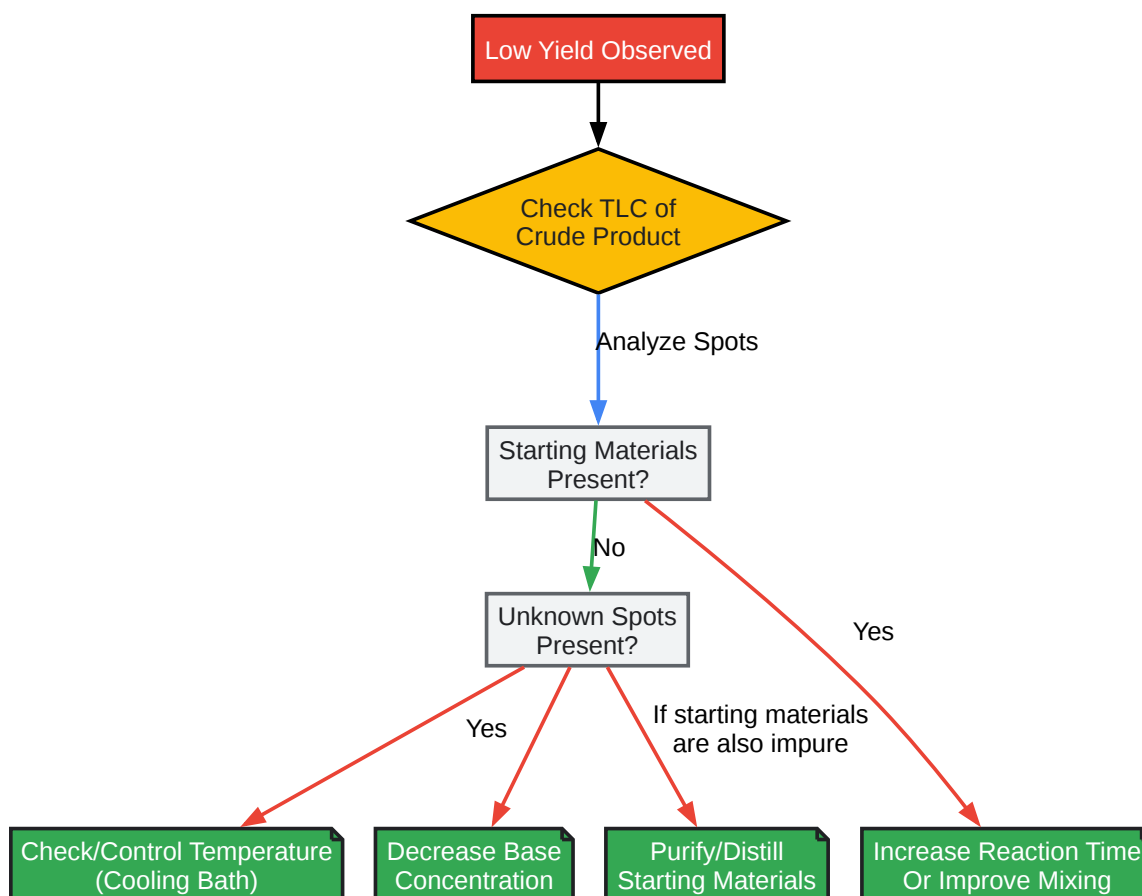 Low Yield Observed
Check TLC of
Crude Product
Analyze Spots
Starting Materials
Present?
No
Yes
Unknown Spots
Present?
Yes
If starting materials
are also impure
Check/Control Temperature
(Cooling Bath)
Decrease Base
Concentration
Purify/Distill
Starting Materials
Increase Reaction Time
Or Improve Mixing